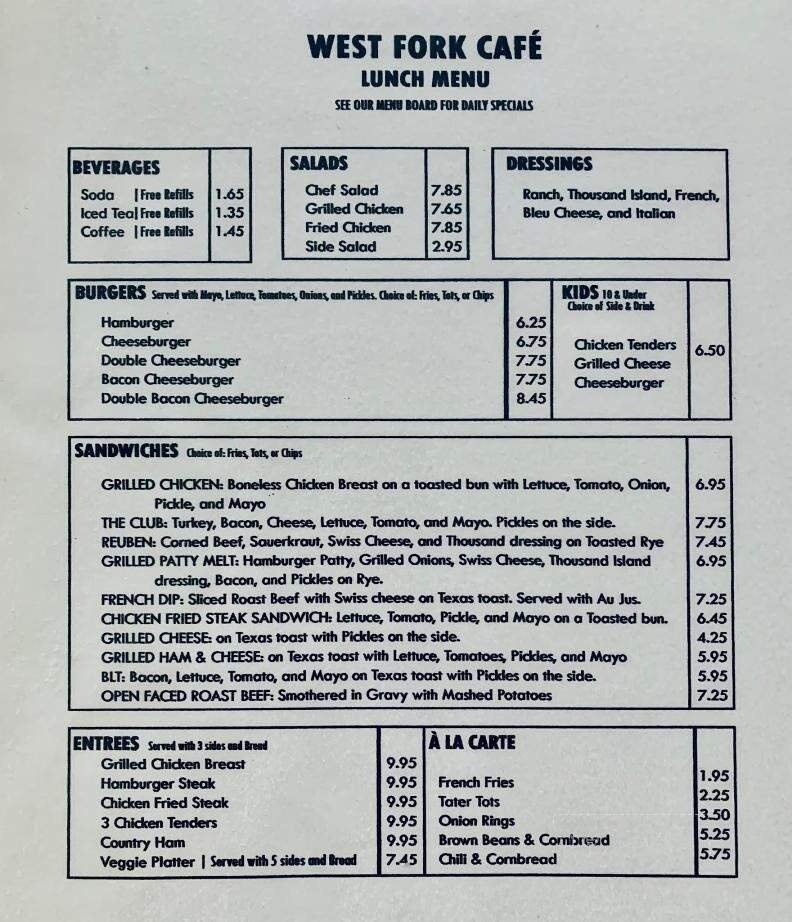 WEST FORK CAFÉ
LUNCH MENU
SEE OUR MENU BOARD FOR DAILY SPECIALS
BEVERAGES
Soda | Free Refills 1.65
Iced Tea| Free Refills 1.35
Coffee | Free Refills 1.45
SALADS
Chef Salad 7.85
Grilled Chicken 7.65
Fried Chicken 7.85
Side Salad 2.95
DRESSINGS
Ranch, Thousand Island, French,
Bleu Cheese, and Italian
BURGERS Served with Mayo, Lettuce, Tomatoes, Onions, and Pickles. Choice of: Fries, Tots, or Chips
Hamburger 6.25
Cheeseburger 6.75
Double Cheeseburger 7.75
Bacon Cheeseburger 7.75
Double Bacon Cheeseburger 8.45
KIDS 10 & Under
Choice of Side & Drink
Chicken Tenders 6.50
Grilled Cheese
Cheeseburger
SANDWICHES Choice of: Fries, Tots, or Chips
GRILLED CHICKEN: Boneless Chicken Breast on a toasted bun with Lettuce, Tomato, Onion, 6.95
Pickle, and Mayo
THE CLUB: Turkey, Bacon, Cheese, Lettuce, Tomato, and Mayo. Pickles on the side. 7.75
REUBEN: Corned Beef, Sauerkraut, Swiss Cheese, and Thousand dressing on Toasted Rye 7.45
GRILLED PATTY MELT: Hamburger Patty, Grilled Onions, Swiss Cheese, Thousand Island 6.95
dressing, Bacon, and Pickles on Rye.
FRENCH DIP: Sliced Roast Beef with Swiss cheese on Texas toast. Served with Au Jus. 7.25
CHICKEN FRIED STEAK SANDWICH: Lettuce, Tomato, Pickle, and Mayo on a Toasted bun. 6.45
GRILLED CHEESE: on Texas toast with Pickles on the side. 4.25
GRILLED HAM & CHEESE: on Texas toast with Lettuce, Tomatoes, Pickles, and Mayo 5.95
BLT: Bacon, Lettuce, Tomato, and Mayo on Texas toast with Pickles on the side. 5.95
OPEN FACED ROAST BEEF: Smothered in Gravy with Mashed Potatoes 7.25
ENTREES Served with 3 sides and Bread
Grilled Chicken Breast 9.95
Hamburger Steak 9.95
Chicken Fried Steak 9.95
3 Chicken Tenders 9.95
Country Ham 9.95
Veggie Platter | Served with 5 sides and Bread 7.45
À LA CARTE
French Fries 1.95
Tater Tots 2.25
Onion Rings 3.50
Brown Beans & Cornbread 5.25
Chili & Cornbread 5.75